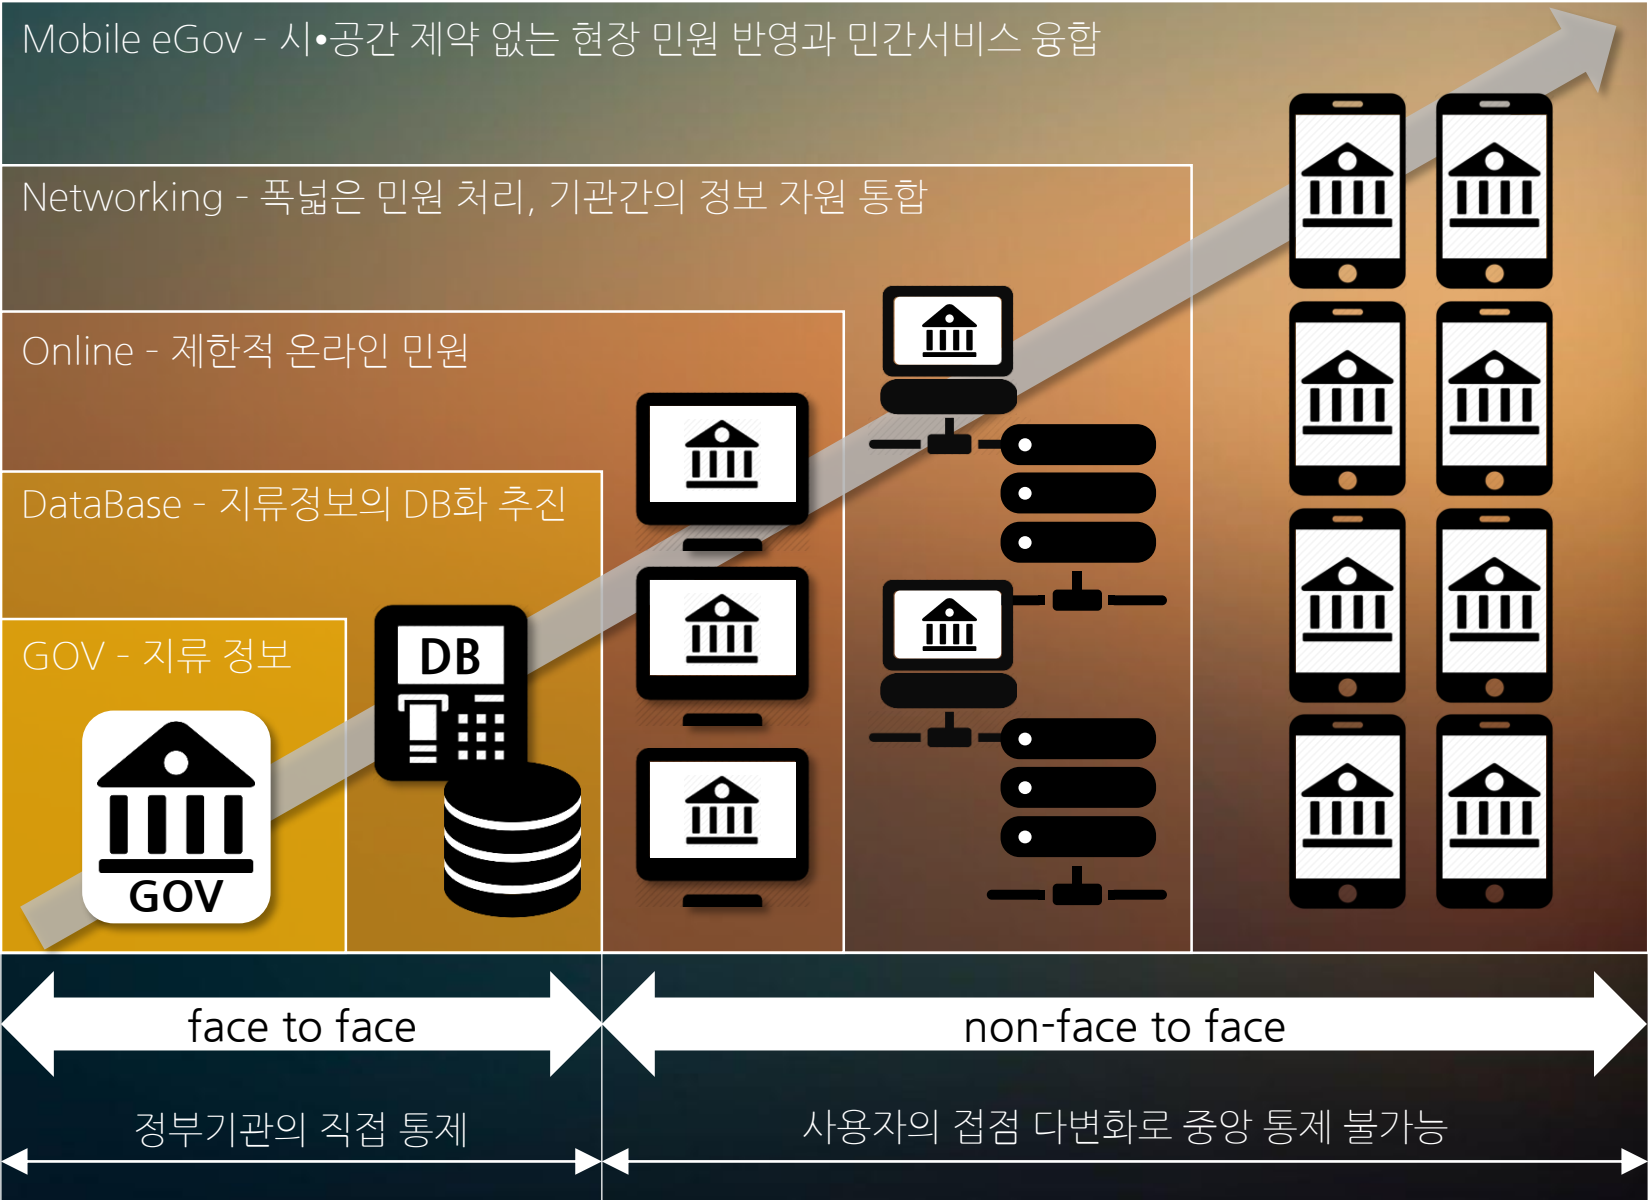 Mobile eGov - 시•공간 제약 없는 현장 민원 반영과 민간서비스 융합
Networking - 폭넓은 민원 처리, 기관간의 정보 자원 통합
Online - 제한적 온라인 민원
DataBase - 지류정보의 DB화 추진
GOV - 지류 정보
DB
GOV
face to face
non-face to face
정부기관의 직접 통제
사용자의 접점 다변화로 중앙 통제 불가능